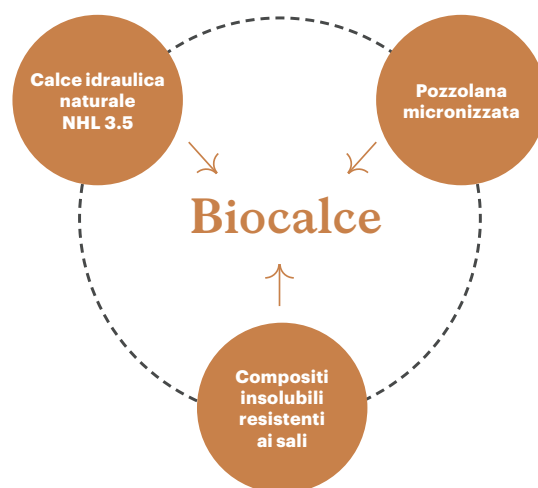 Calce idraulica
naturale
NHL 3.5
Pozzolana
micronizzata
Biocalce
Compositi
insolubili
resistenti
ai sali